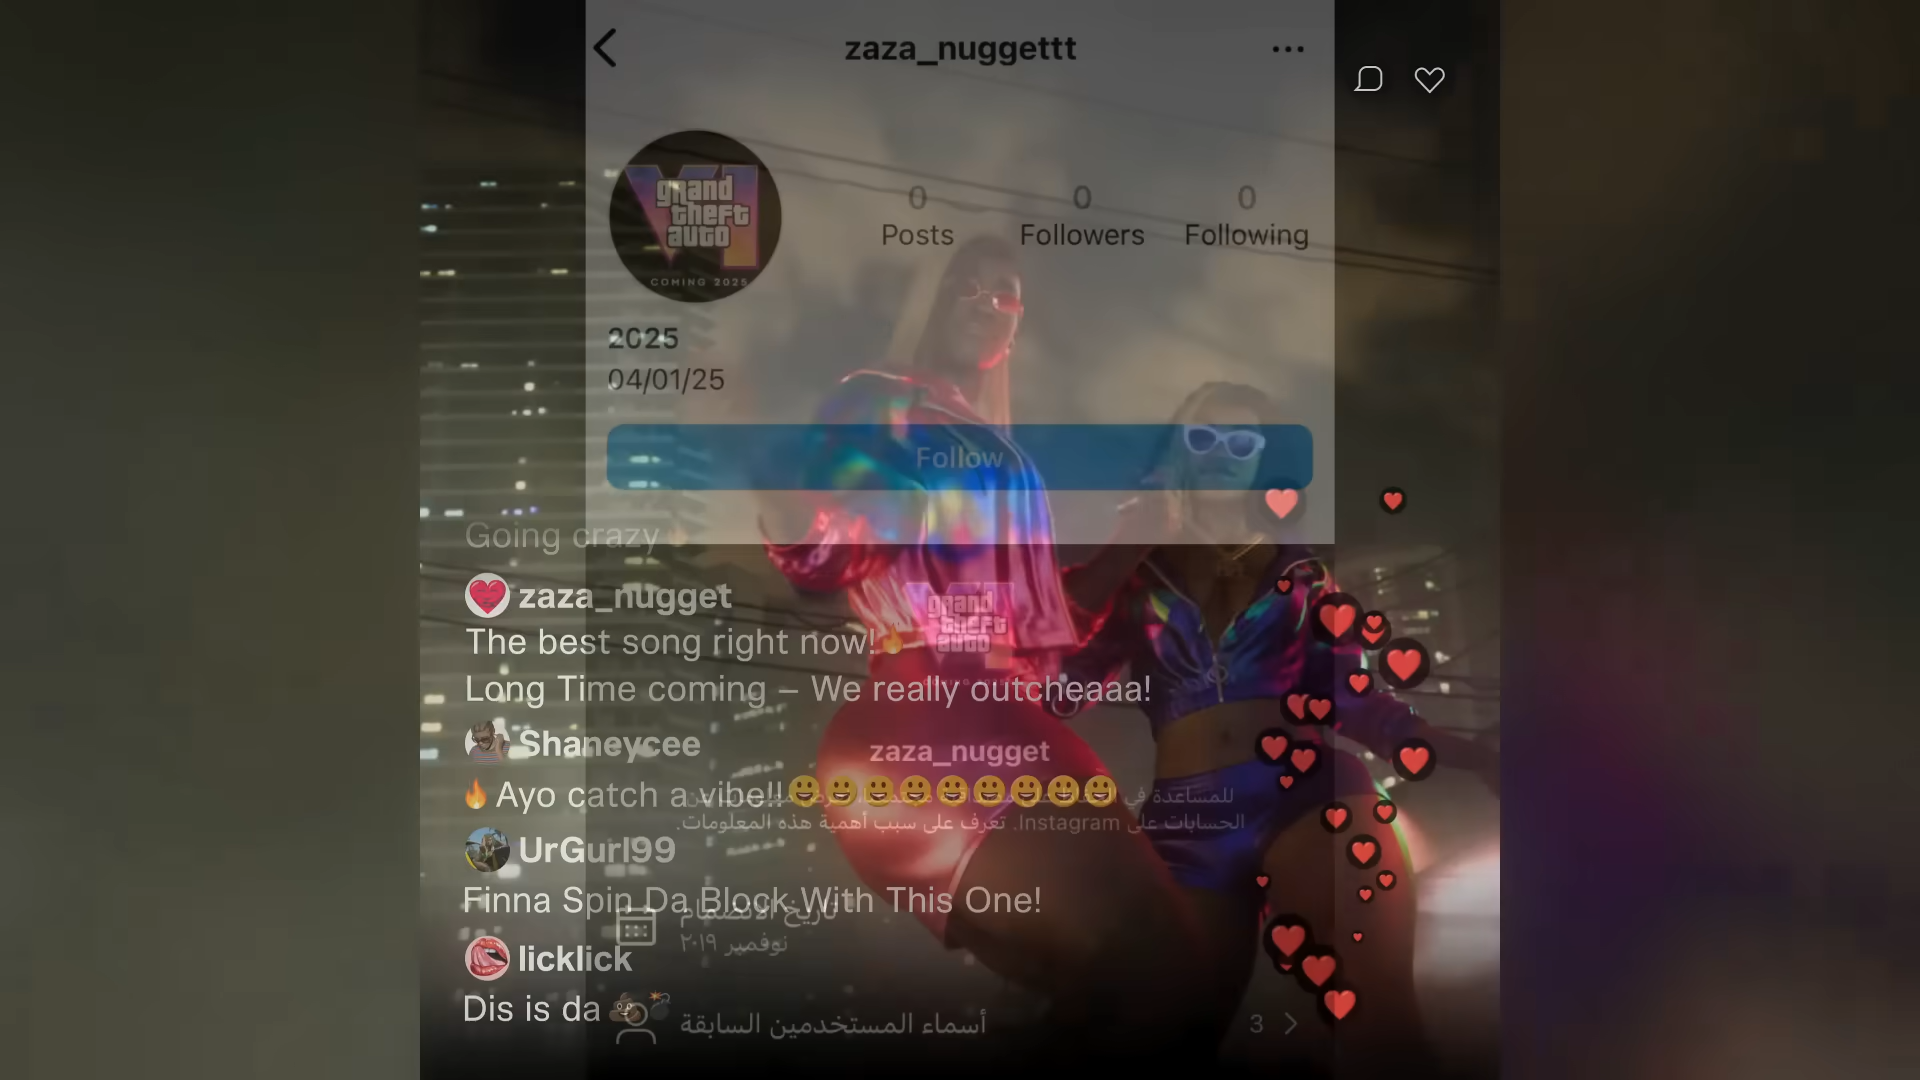 zaza_nuggettt
grand
theft
auto
VI
COMING 2025
0
Posts
0
Followers
0
Following
2025
04/01/25
Follow
Going crazy
zaza_nugget
The best song right now!🔥
Long Time coming – We really outcheaaa!
grand
theft
auto
VI
Shaneycee
🔥Ayo catch a vibe!!😀😀😀😀😀😀😀😀😀
zaza_nugget
للمساعدة في
الحسابات على Instagram. تعرف على سبب أهمية هذه المعلومات.
UrGurl99
Finna Spin Da Block With This One!
تاريخ الانضمام
نوفمبر ٢٠١٩
licklick
Dis is da 💩💣
أسماء المستخدمين السابقة
3